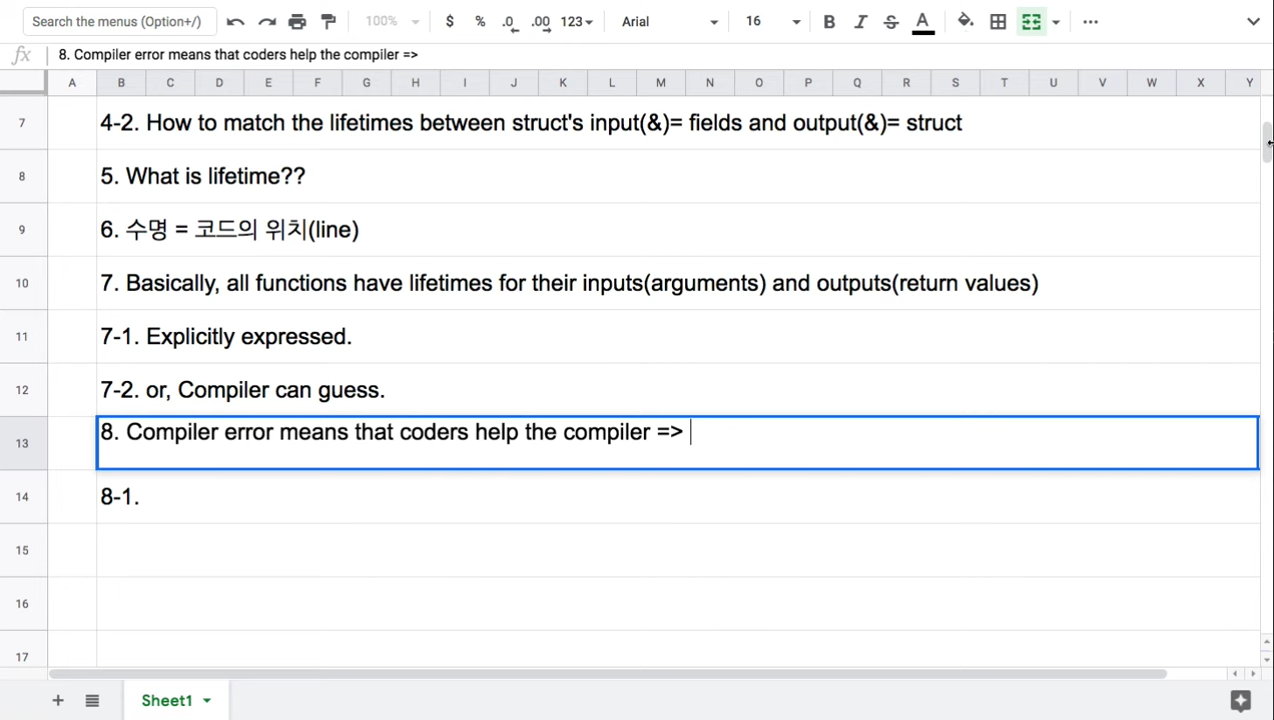 Search the menus (Option+/) 100% $ % .0 .00 123 Arial 16 B I S A
fx 8. Compiler error means that coders help the compiler =>
A B C D E F G H I J K L M N O P Q R S T U V W X Y
7 4-2. How to match the lifetimes between struct's input(&)= fields and output(&)= struct
8 5. What is lifetime??
9 6. 수명 = 코드의 위치(line)
10 7. Basically, all functions have lifetimes for their inputs(arguments) and outputs(return values)
11 7-1. Explicitly expressed.
12 7-2. or, Compiler can guess.
13 8. Compiler error means that coders help the compiler =>
14 8-1.
15
16
17
Sheet1